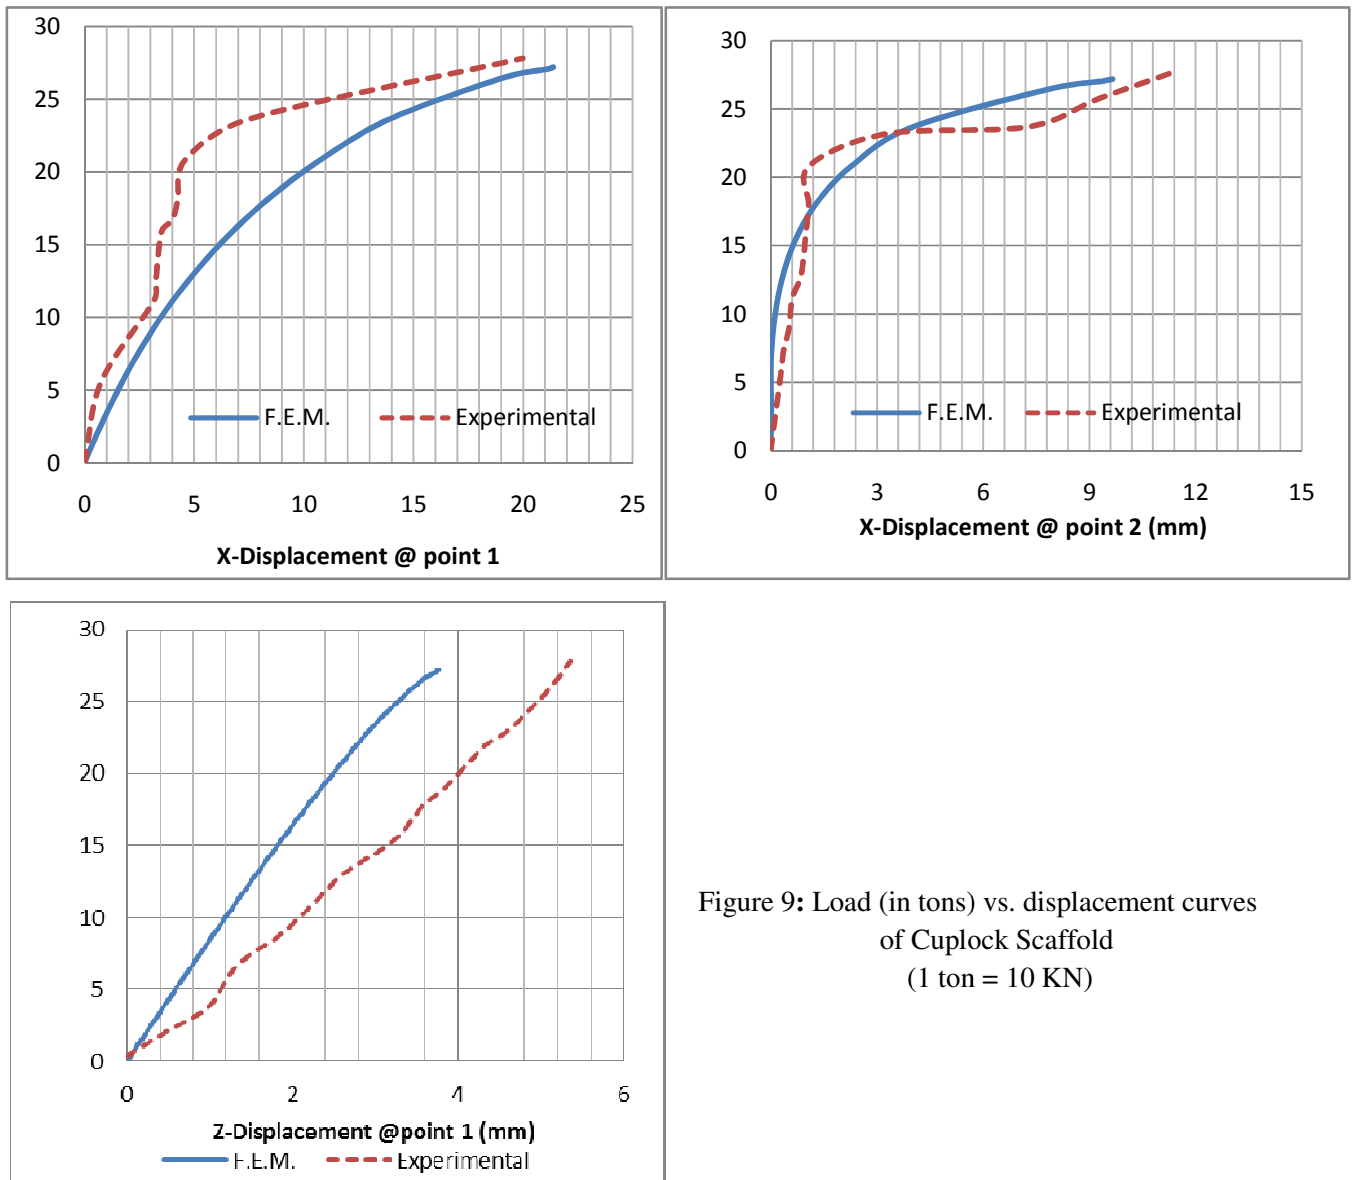 30
25
20
15
10
5
0
F.E.M. Experimental
0 5 10 15 20 25
X-Displacement @ point 1
30
25
20
15
10
5
0
F.E.M. Experimental
0 3 6 9 12 15
X-Displacement @ point 2 (mm)
30
25
20
15
10
5
0
0 2 4 6
Z-Displacement @point 1 (mm)
F.E.M. Experimental
Figure 9: Load (in tons) vs. displacement curves
of Cuplock Scaffold
(1 ton = 10 KN)